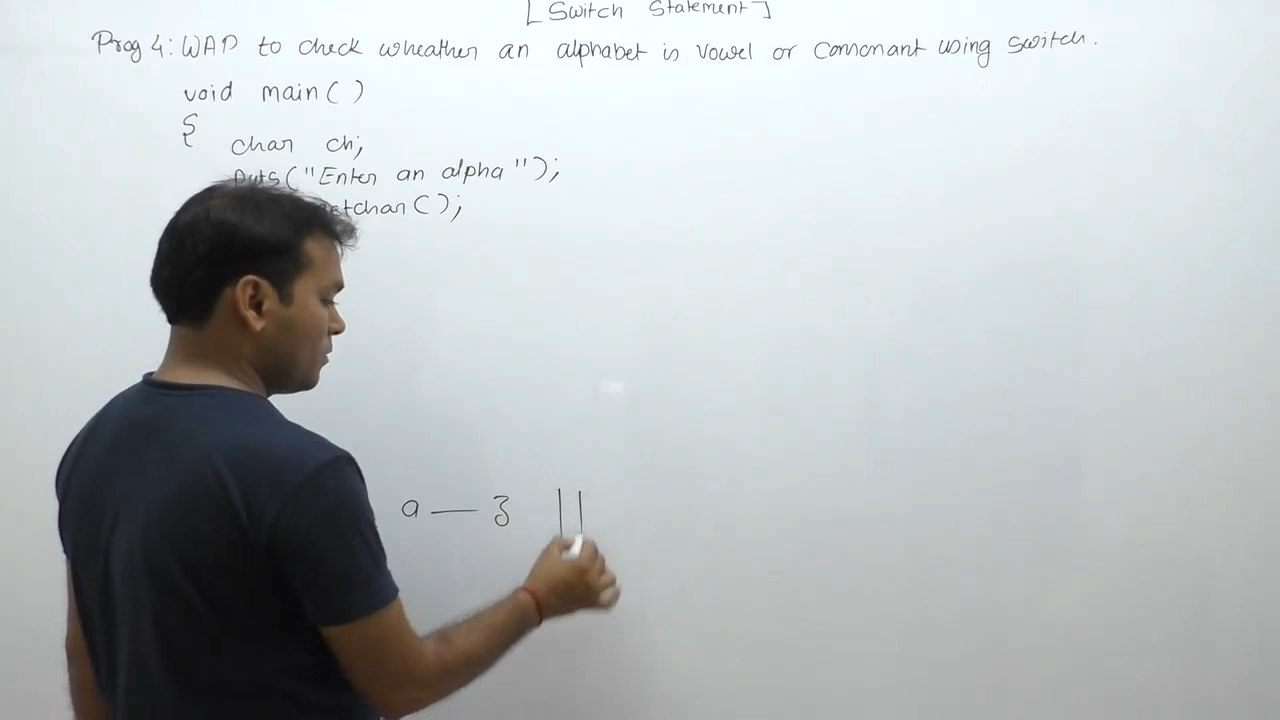 [ Switch Statement ]
Prog 4: WAP to check wheather an alphabet is vowel or consonant using switch.
void main( )
{
char ch;
puts("Enter an alpha");
getchar( );
a — z ||